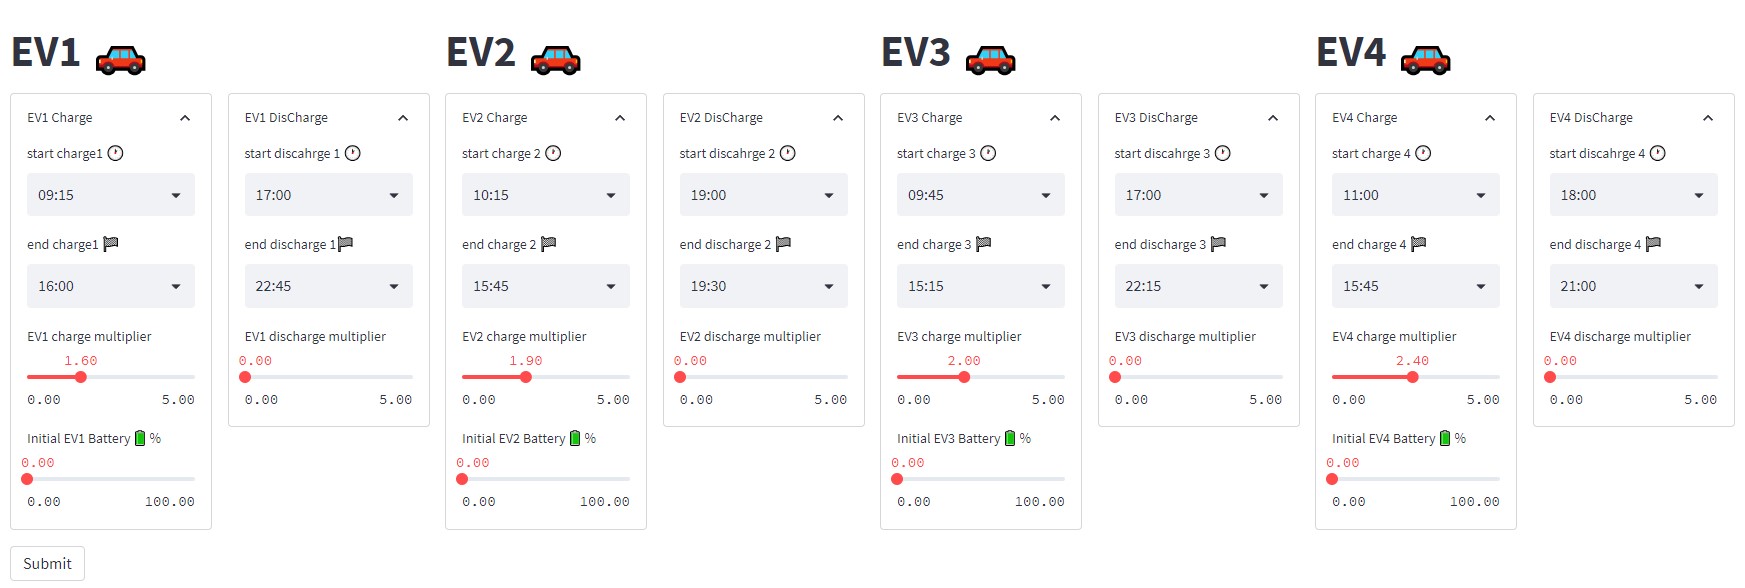 EV1
EV2
EV3
EV4
EV1 Charge
start charge1
09:15
end charge1
16:00
EV1 charge multiplier
1.60
0.00 5.00
Initial EV1 Battery %
0.00
0.00 100.00
EV1 DisCharge
start discahrge 1
17:00
end discharge 1
22:45
EV1 discharge multiplier
0.00
0.00 5.00
EV2 Charge
start charge 2
10:15
end charge 2
15:45
EV2 charge multiplier
1.90
0.00 5.00
Initial EV2 Battery %
0.00
0.00 100.00
EV2 DisCharge
start discahrge 2
19:00
end discharge 2
19:30
EV2 discharge multiplier
0.00
0.00 5.00
EV3 Charge
start charge 3
09:45
end charge 3
15:15
EV3 charge multiplier
2.00
0.00 5.00
Initial EV3 Battery %
0.00
0.00 100.00
EV3 DisCharge
start discahrge 3
17:00
end discharge 3
22:15
EV3 discharge multiplier
0.00
0.00 5.00
EV4 Charge
start charge 4
11:00
end charge 4
15:45
EV4 charge multiplier
2.40
0.00 5.00
Initial EV4 Battery %
0.00
0.00 100.00
EV4 DisCharge
start discahrge 4
18:00
end discharge 4
21:00
EV4 discharge multiplier
0.00
0.00 5.00
Submit